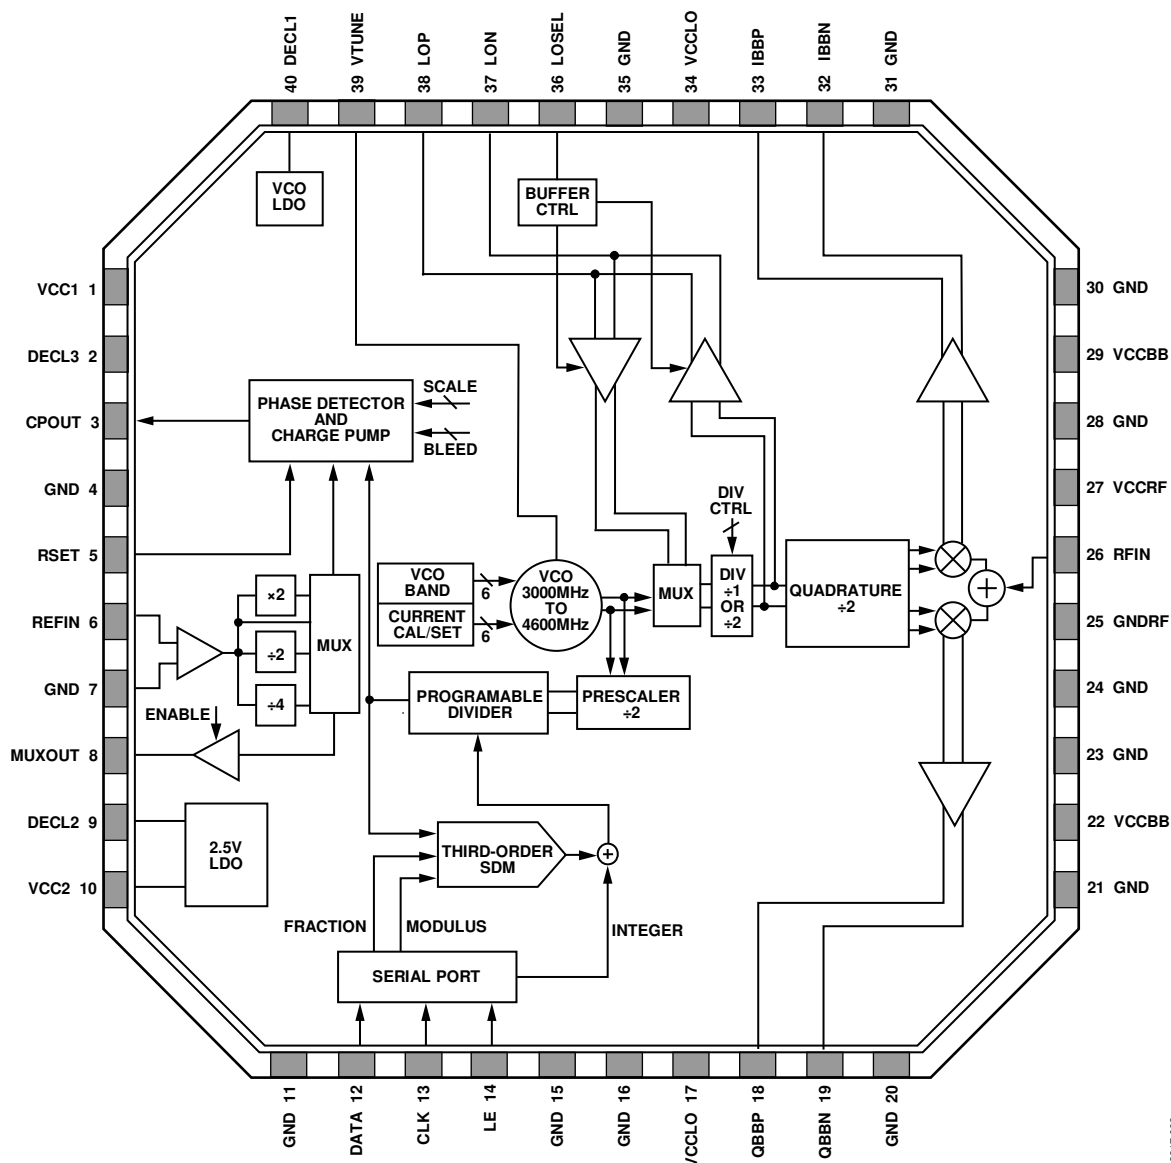 40 DECL1
39 VTUNE
38 LOP
37 LON
36 LOSEL
35 GND
34 VCCLO
33 IBBP
32 IBBN
31 GND
VCO
LDO
BUFFER
CTRL
VCC1 1
DECL3 2
CPOUT 3
GND 4
RSET 5
REFIN 6
GND 7
MUXOUT 8
DECL2 9
VCC2 10
30 GND
29 VCCBB
28 GND
27 VCCRF
26 RFIN
25 GNDRF
24 GND
23 GND
22 VCCBB
21 GND
PHASE DETECTOR
AND
CHARGE PUMP
SCALE
BLEED
DIV
CTRL
VCO
BAND
CURRENT
CAL/SET
6
6
VCO
3000MHz
TO
4600MHz
MUX
DIV
÷1
OR
÷2
QUADRATURE
÷2
×2
÷2
÷4
MUX
ENABLE
PROGRAMABLE
DIVIDER
PRESCALER
÷2
2.5V
LDO
THIRD-ORDER
SDM
FRACTION
MODULUS
INTEGER
SERIAL PORT
GND 11
DATA 12
CLK 13
LE 14
GND 15
GND 16
VCCLO 17
QBBP 18
QBBN 19
GND 20